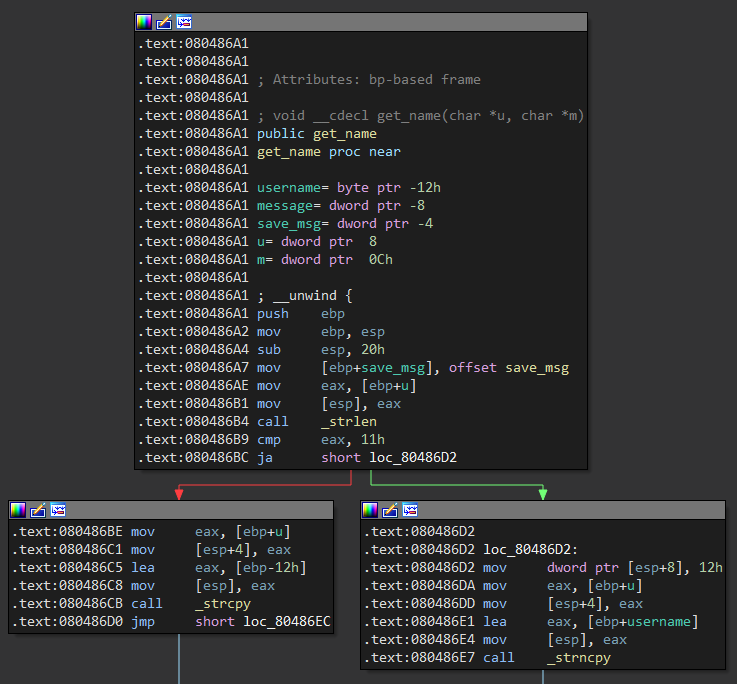 .text:080486A1
.text:080486A1
.text:080486A1 ; Attributes: bp-based frame
.text:080486A1
.text:080486A1 ; void __cdecl get_name(char *u, char *m)
.text:080486A1 public get_name
.text:080486A1 get_name proc near
.text:080486A1
.text:080486A1 username= byte ptr -12h
.text:080486A1 message= dword ptr -8
.text:080486A1 save_msg= dword ptr -4
.text:080486A1 u= dword ptr  8
.text:080486A1 m= dword ptr  0Ch
.text:080486A1
.text:080486A1 ; __unwind {
.text:080486A1 push    ebp
.text:080486A2 mov     ebp, esp
.text:080486A4 sub     esp, 20h
.text:080486A7 mov     [ebp+save_msg], offset save_msg
.text:080486AE mov     eax, [ebp+u]
.text:080486B1 mov     [esp], eax
.text:080486B4 call    _strlen
.text:080486B9 cmp     eax, 11h
.text:080486BC ja      short loc_80486D2
.text:080486BE mov     eax, [ebp+u]
.text:080486C1 mov     [esp+4], eax
.text:080486C5 lea     eax, [ebp-12h]
.text:080486C8 mov     [esp], eax
.text:080486CB call    _strcpy
.text:080486D0 jmp     short loc_80486EC
.text:080486D2
.text:080486D2 loc_80486D2:
.text:080486D2 mov     dword ptr [esp+8], 12h
.text:080486DA mov     eax, [ebp+u]
.text:080486DD mov     [esp+4], eax
.text:080486E1 lea     eax, [ebp+username]
.text:080486E4 mov     [esp], eax
.text:080486E7 call    _strncpy